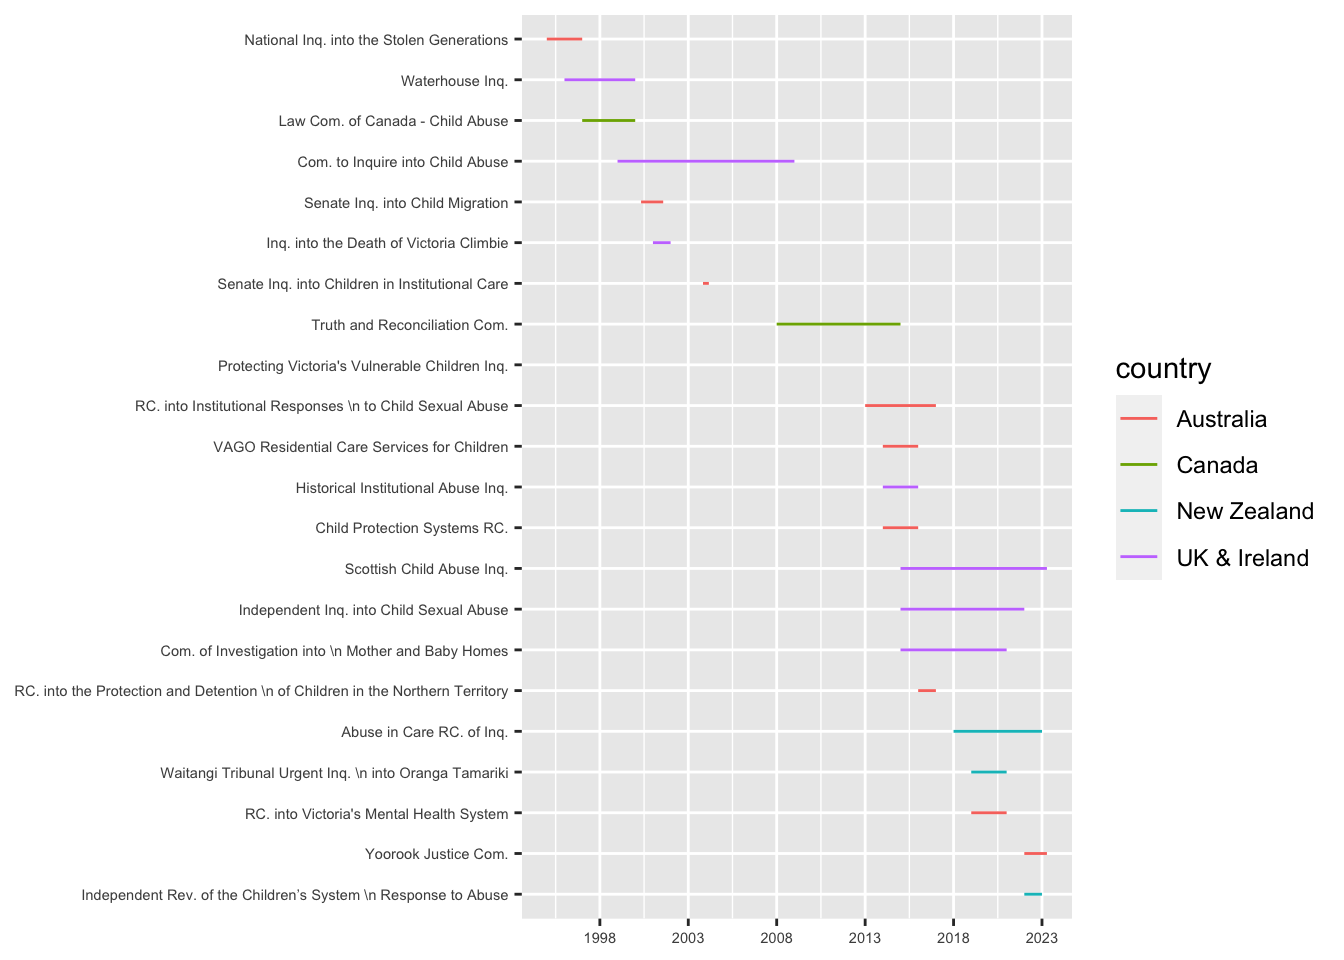 National Inq. into the Stolen Generations
Waterhouse Inq.
Law Com. of Canada - Child Abuse
Com. to Inquire into Child Abuse
Senate Inq. into Child Migration
Inq. into the Death of Victoria Climbie
Senate Inq. into Children in Institutional Care
Truth and Reconciliation Com.
Protecting Victoria's Vulnerable Children Inq.
RC. into Institutional Responses \n to Child Sexual Abuse
VAGO Residential Care Services for Children
Historical Institutional Abuse Inq.
Child Protection Systems RC.
Scottish Child Abuse Inq.
Independent Inq. into Child Sexual Abuse
Com. of Investigation into \n Mother and Baby Homes
RC. into the Protection and Detention \n of Children in the Northern Territory
Abuse in Care RC. of Inq.
Waitangi Tribunal Urgent Inq. \n into Oranga Tamariki
RC. into Victoria's Mental Health System
Yoorook Justice Com.
Independent Rev. of the Children’s System \n Response to Abuse
1998 2003 2008 2013 2018 2023
country
Australia
Canada
New Zealand
UK & Ireland